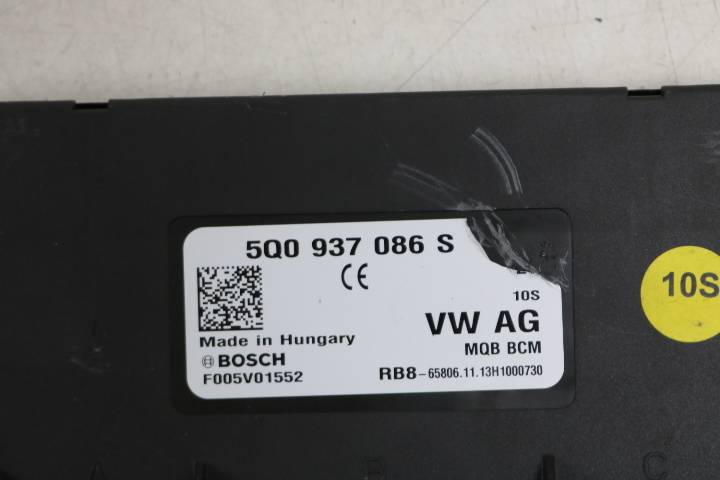 5Q0 937 086 S
CE
10S
VW AG
Made in Hungary
MQB BCM
BOSCH
F005V01552
RB8-65806.11.13H1000730
10S